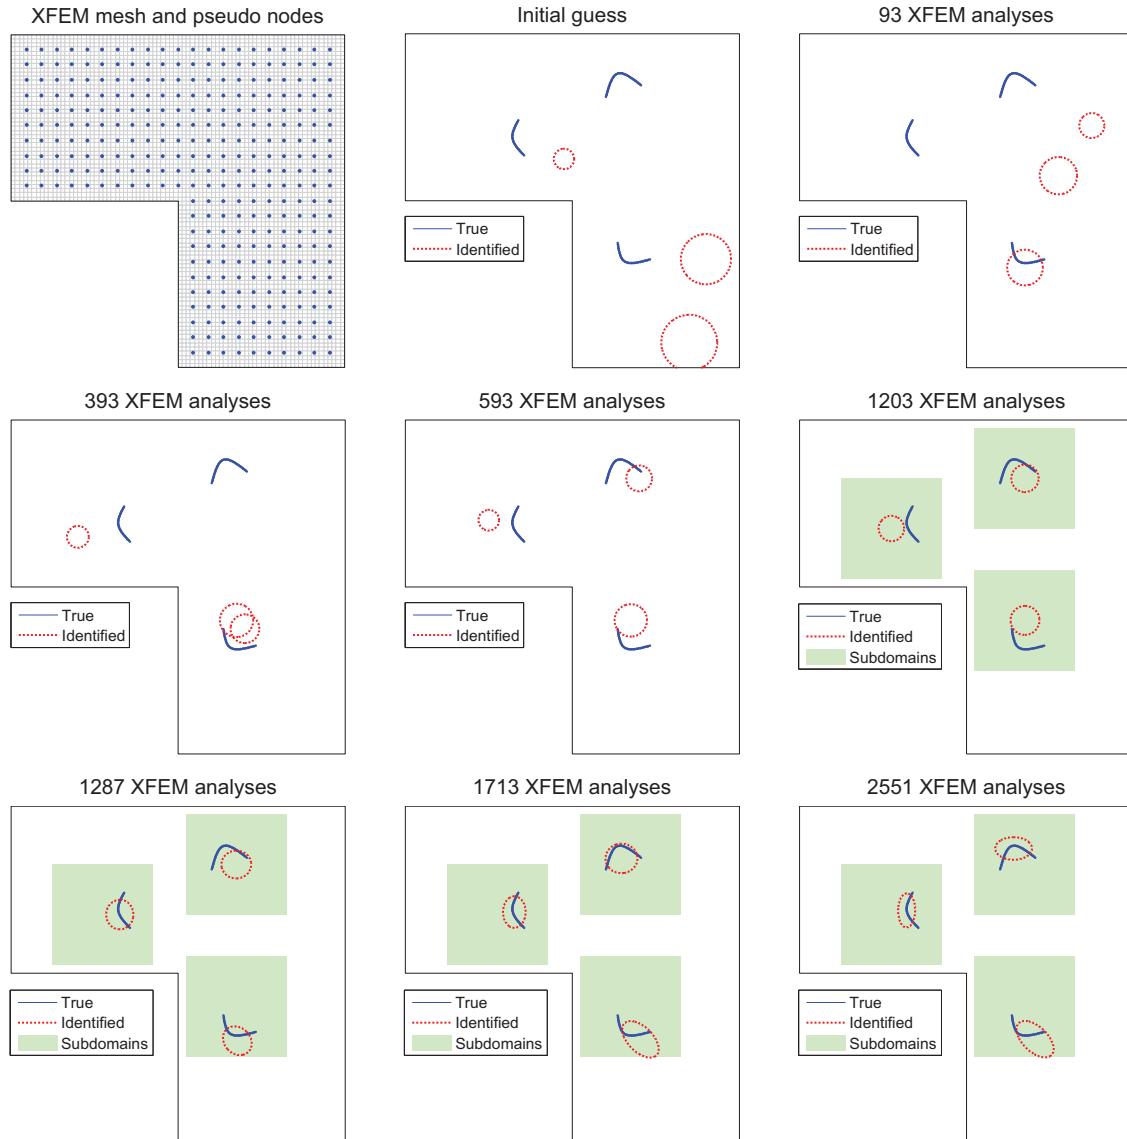 XFEM mesh and pseudo nodes
Initial guess
93 XFEM analyses
True
Identified
True
Identified
393 XFEM analyses
593 XFEM analyses
1203 XFEM analyses
True
Identified
True
Identified
True
Identified
Subdomains
1287 XFEM analyses
1713 XFEM analyses
2551 XFEM analyses
True
Identified
Subdomains
True
Identified
Subdomains
True
Identified
Subdomains